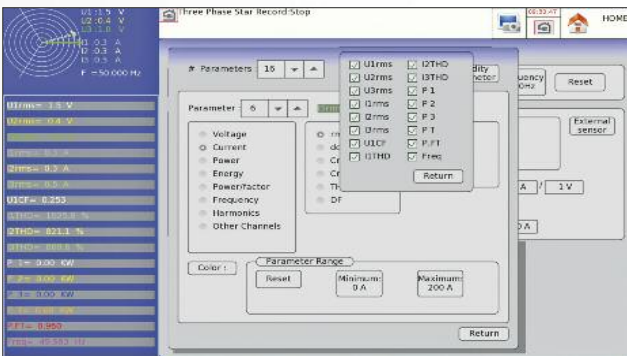 U1:1.5 V
U2:0.4 V
Three Phase Star Record:Stop
HOME
I1 0.3 A
I2 0.3 A
I3 0.5 A
F =50.000 Hz
# Parameters 16
Reset
Parameter 6
Voltage
Current
Power
Energy
Power/factor
Frequency
Harmonics
Other Channels
DF
U1rms I2THD
U2rms I3THD
U3rms P 1
I1rms P 2
I2rms P 3
I3rms P T
U1CF P.FT
I1THD Freq
Return
External
sensor
A / 1 V
Color :
Parameter Range
Reset
Minimum:
0 A
Maximum:
200 A
Return
U1rms= 1.5 V
U2rms= 0.4 V
I2rms= 0.3 A
I3rms= 0.5 A
U1CF= 0.253
I2THD= 821.1 %
P 1= 0.00 KW
P 2= 0.00 KW
P 3= 0.00 KW
P.FT= 0.950